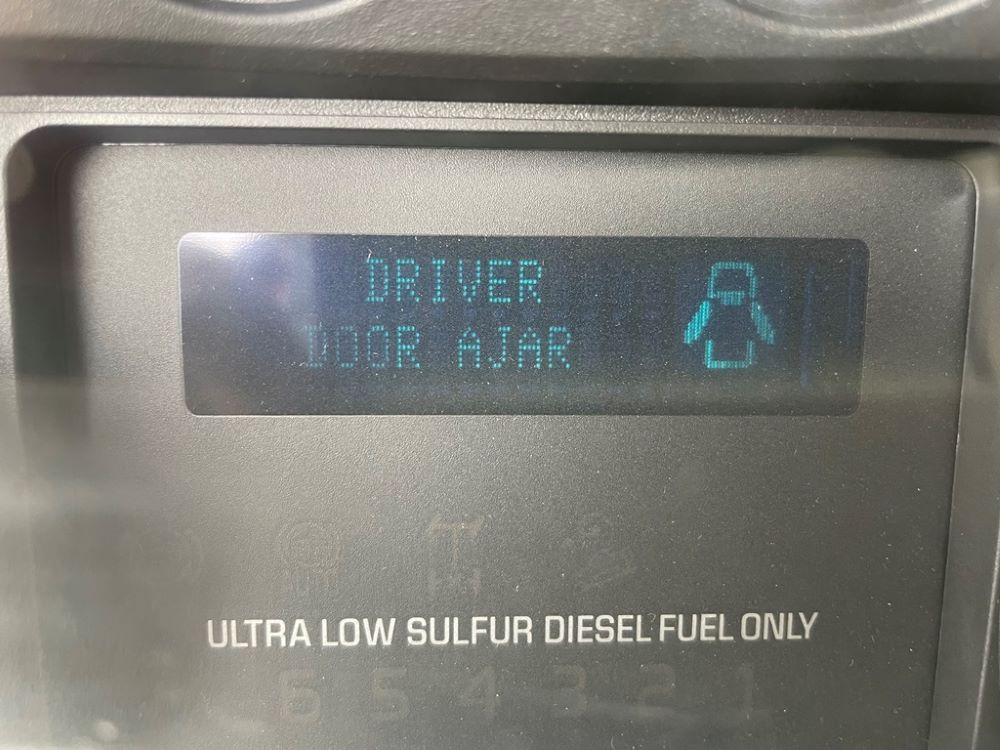 DRIVER
DOOR AJAR
ULTRA LOW SULFUR DIESEL FUEL ONLY
6 5 4 3 2 1